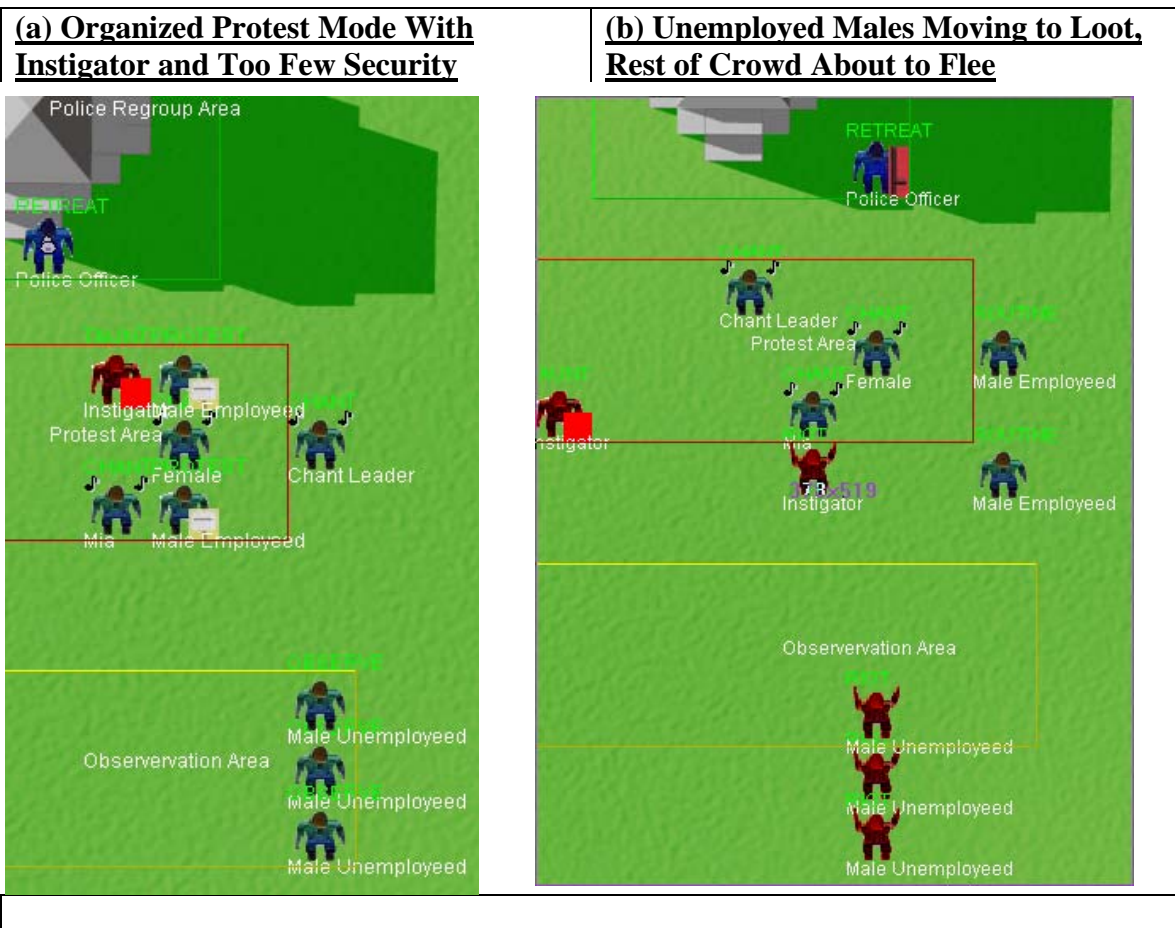 (a) Organized Protest Mode With
Instigator and Too Few Security
Police Regroup Area
RETREAT
Police Officer
Male Employeed
Protest Area
Female
Chant Leader
Mia
Male Employeed
OBSERVE
Male Unemployeed
Observervation Area
Male Unemployeed
Male Unemployeed
(b) Unemployed Males Moving to Loot,
Rest of Crowd About to Flee
RETREAT
Police Officer
Chant Leader
Protest Area
Female
Male Employeed
Instigator
Mia
Instigator
Male Employeed
Observervation Area
Male Unemployeed
Male Unemployeed
Male Unemployeed